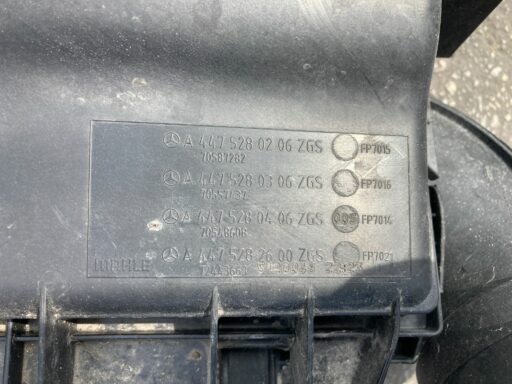 A 447 528 02 06 ZGS FP7015
70587282
A 447 528 03 06 ZGS FP7016
A 447 528 04 06 ZGS FP7014
A 447 528 26 00 ZGS FP7021
MAHLE